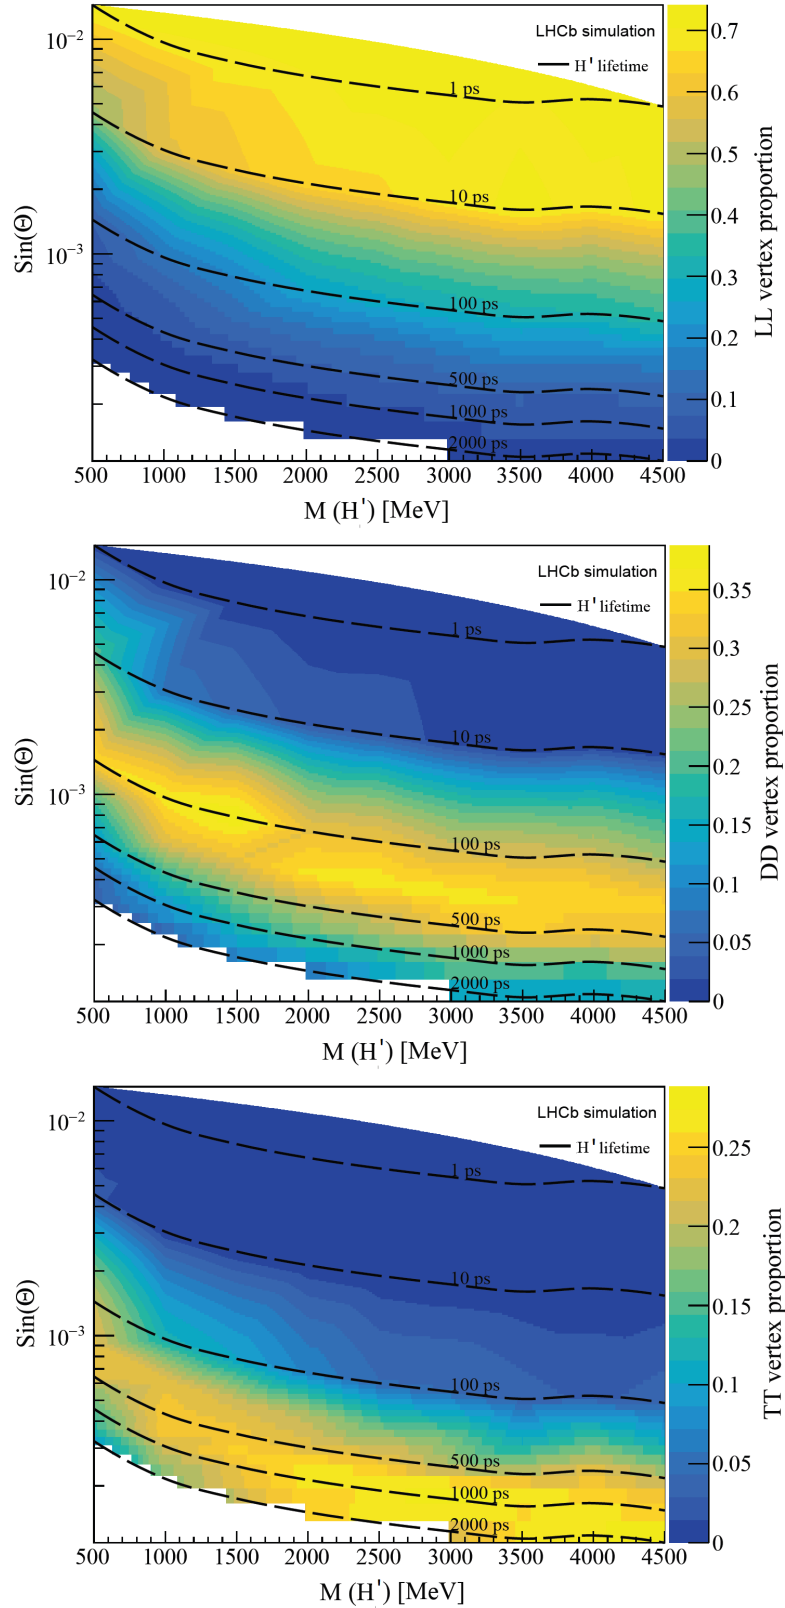 LHCb simulation
H' lifetime
10⁻²
10⁻³
Sin(Θ)
1 ps
10 ps
100 ps
500 ps
1000 ps
2000 ps
500 1000 1500 2000 2500 3000 3500 4000 4500
M (H') [MeV]
0.7
0.6
0.5
0.4
0.3
0.2
0.1
0
LL vertex proportion
LHCb simulation
H' lifetime
10⁻²
10⁻³
Sin(Θ)
1 ps
10 ps
100 ps
500 ps
1000 ps
2000 ps
500 1000 1500 2000 2500 3000 3500 4000 4500
M (H') [MeV]
0.35
0.3
0.25
0.2
0.15
0.1
0.05
0
DD vertex proportion
LHCb simulation
H' lifetime
10⁻²
10⁻³
Sin(Θ)
1 ps
10 ps
100 ps
500 ps
1000 ps
2000 ps
500 1000 1500 2000 2500 3000 3500 4000 4500
M (H') [MeV]
0.25
0.2
0.15
0.1
0.05
0
TT vertex proportion